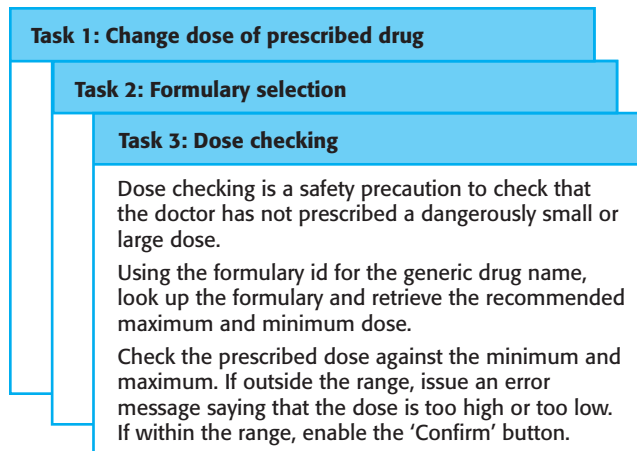 Task 1: Change dose of prescribed drug
Task 2: Formulary selection
Task 3: Dose checking
Dose checking is a safety precaution to check that
the doctor has not prescribed a dangerously small or
large dose.
Using the formulary id for the generic drug name,
look up the formulary and retrieve the recommended
maximum and minimum dose.
Check the prescribed dose against the minimum and
maximum. If outside the range, issue an error
message saying that the dose is too high or too low.
If within the range, enable the ‘Confirm’ button.